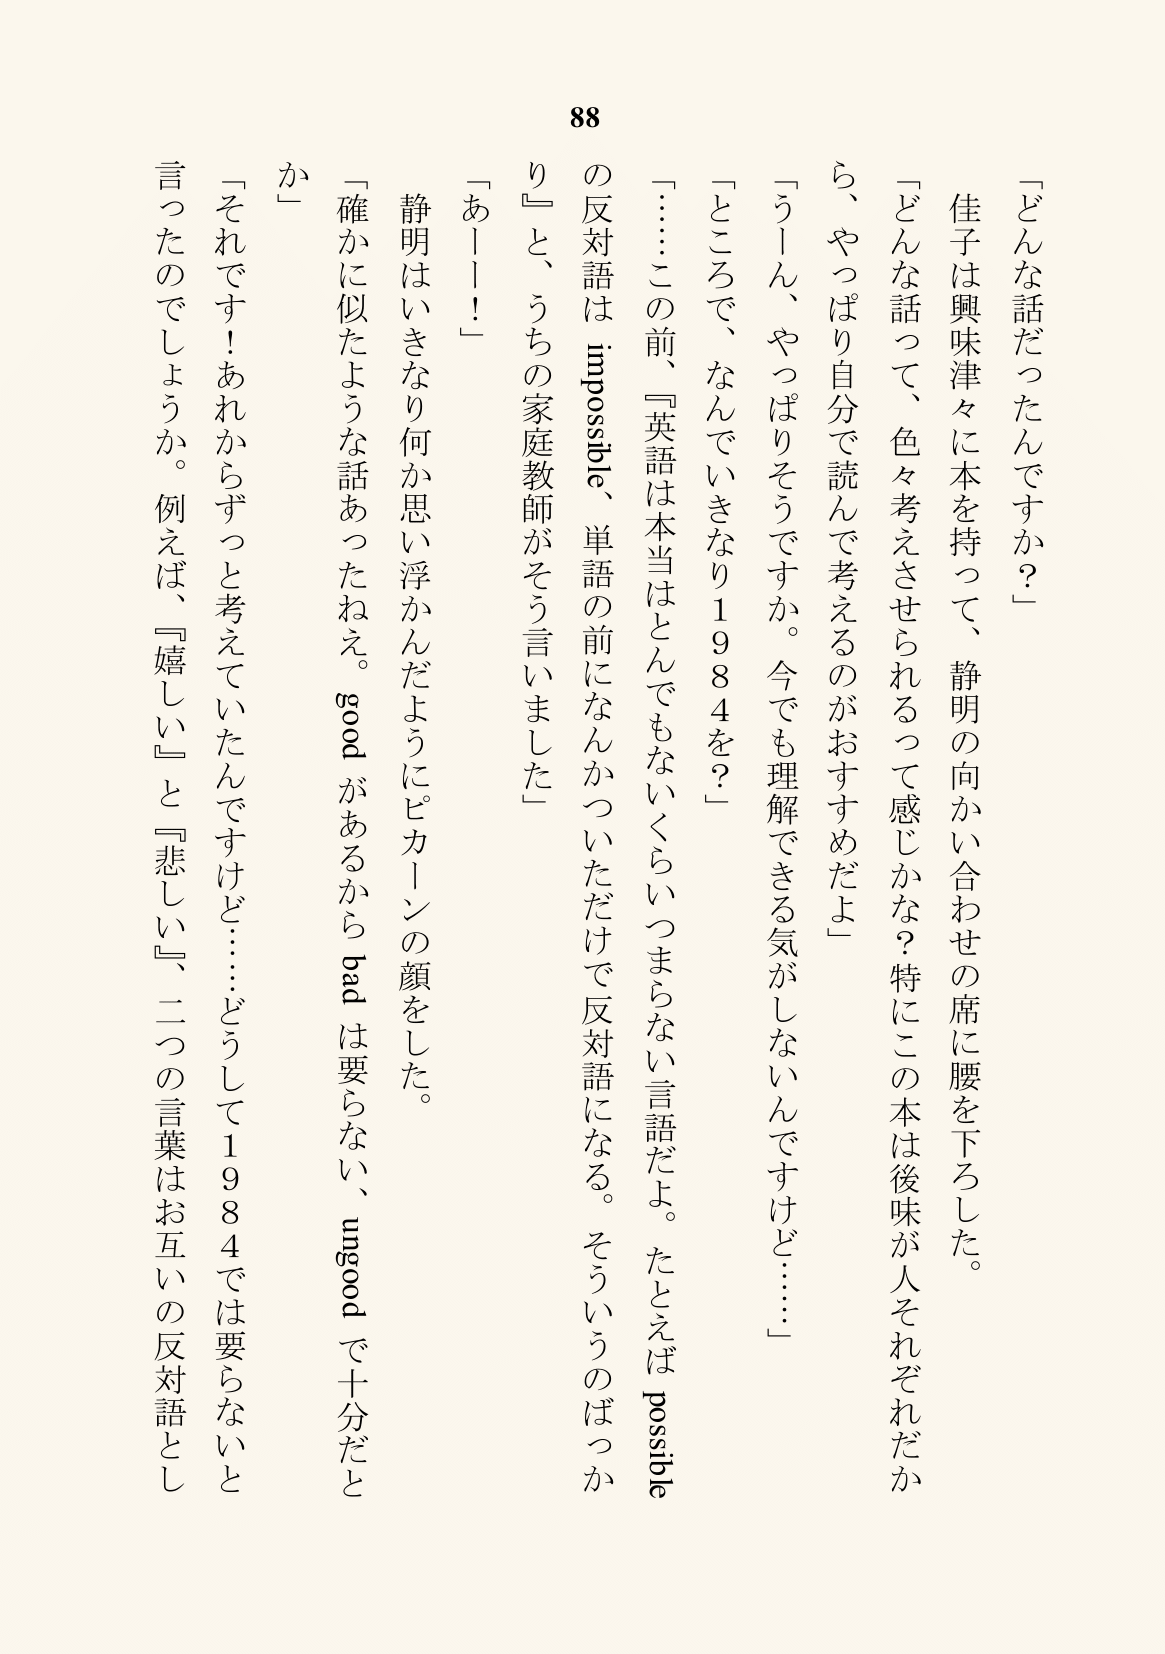 88
「どんな話だったんですか？」
　佳子は興味津々に本を持って、静明の向かい合わせの席に腰を下ろした。
「どんな話って、色々考えさせられるって感じかな？特にこの本は後味が人それぞれだか
ら、やっぱり自分で読んで考えるのがおすすめだよ」
「うーん、やっぱりそうですか。今でも理解できる気がしないんですけど……」
「ところで、なんでいきなり１９８４を？」
「……この前、『英語は本当はとんでもないくらいつまらない言語だよ。たとえば possible
の反対語は impossible、単語の前になんかついただけで反対語になる。そういうのばっか
り』と、うちの家庭教師がそう言いました」
「あーー！」
　静明はいきなり何か思い浮かんだようにピカーンの顔をした。
「確かに似たような話あったねえ。good があるから bad は要らない、ungood で十分だと
か」
「それです！あれからずっと考えていたんですけど……どうして１９８４では要らないと
言ったのでしょうか。例えば、『嬉しい』と『悲しい』、二つの言葉はお互いの反対語とし